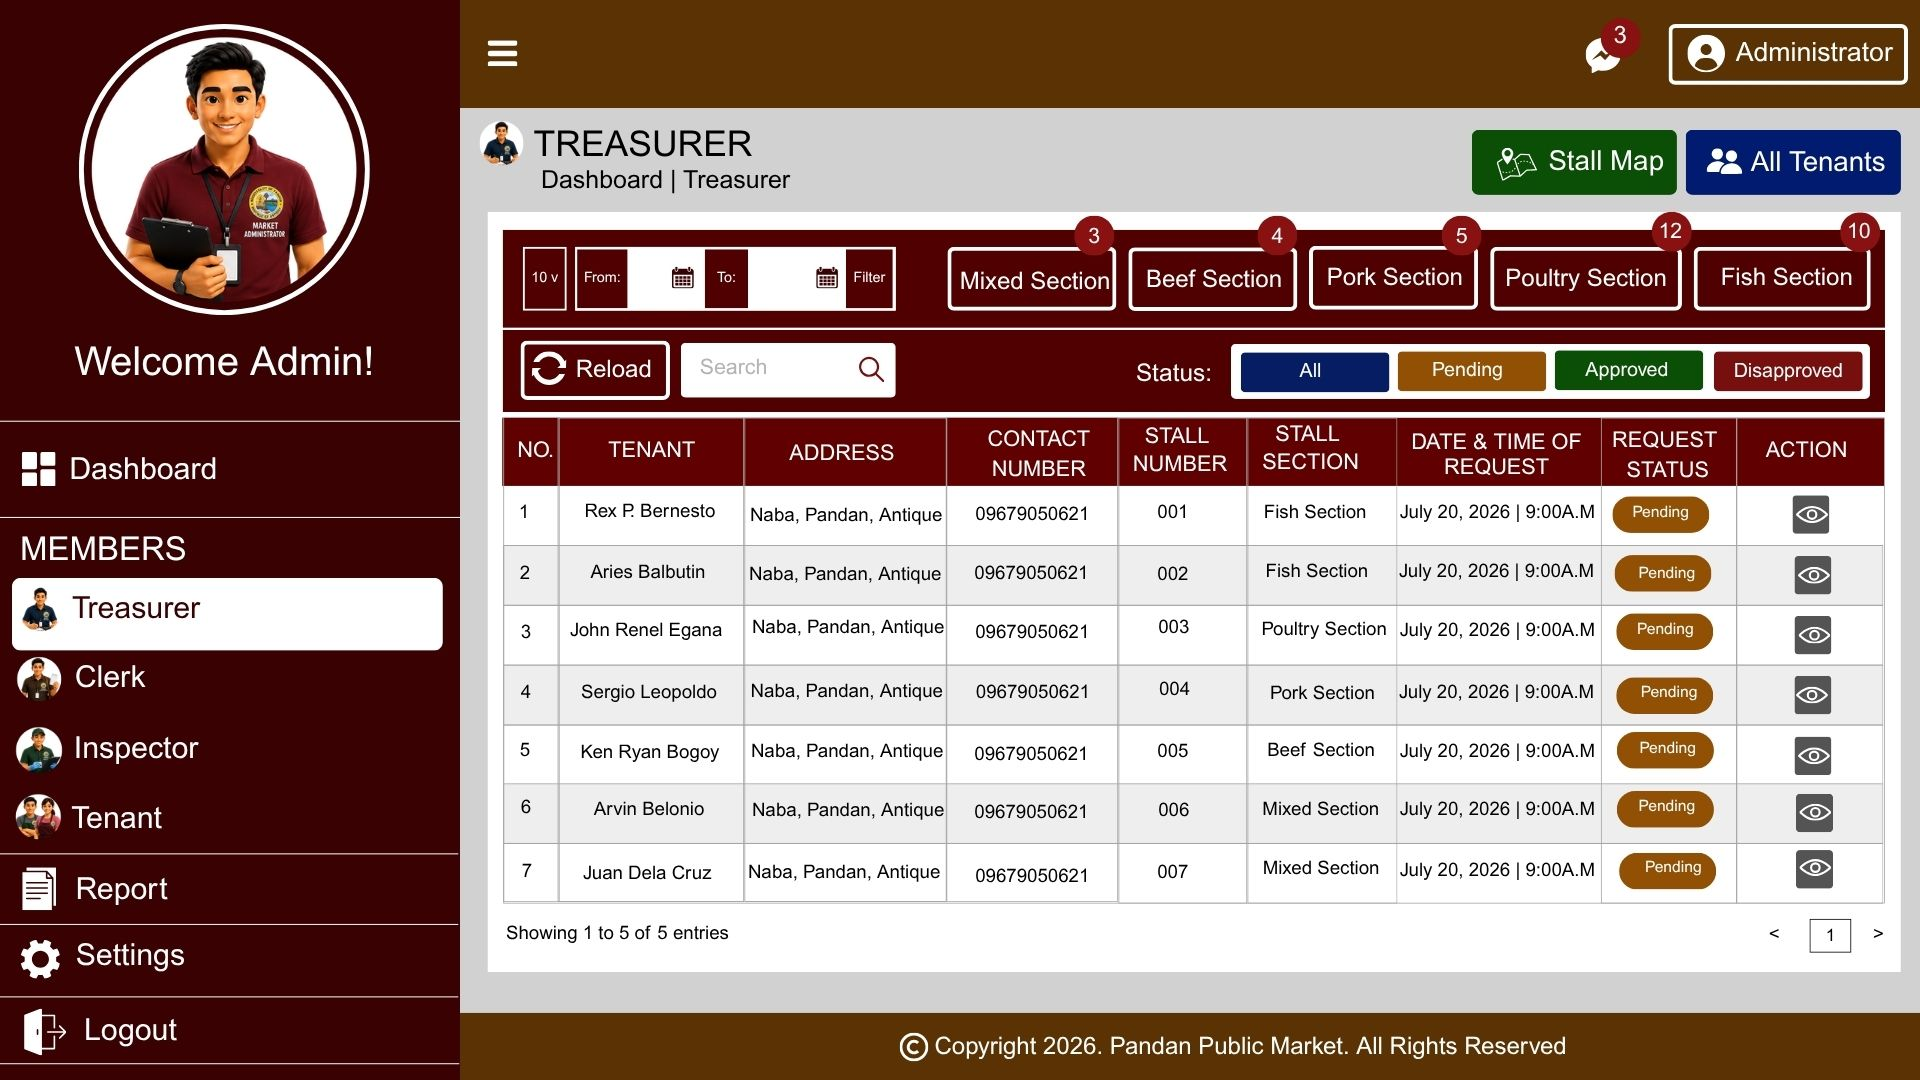 MARKET
ADMINISTRATOR
Welcome Admin!
Dashboard
MEMBERS
Treasurer
Clerk
Inspector
Tenant
Report
Settings
Logout
3
Administrator
TREASURER
Dashboard | Treasurer
Stall Map
All Tenants
10 v
From:
To:
Filter
Mixed Section
3
Beef Section
4
Pork Section
5
Poultry Section
12
Fish Section
10
Reload
Search
Status:
All
Pending
Approved
Disapproved
NO.
TENANT
ADDRESS
CONTACT
NUMBER
STALL
NUMBER
STALL
SECTION
DATE & TIME OF
REQUEST
REQUEST
STATUS
ACTION
1 Rex P. Bernesto Naba, Pandan, Antique 09679050621 001 Fish Section July 20, 2026 | 9:00A.M Pending
2 Aries Balbutin Naba, Pandan, Antique 09679050621 002 Fish Section July 20, 2026 | 9:00A.M Pending
3 John Renel Egana Naba, Pandan, Antique 09679050621 003 Poultry Section July 20, 2026 | 9:00A.M Pending
4 Sergio Leopoldo Naba, Pandan, Antique 09679050621 004 Pork Section July 20, 2026 | 9:00A.M Pending
5 Ken Ryan Bogoy Naba, Pandan, Antique 09679050621 005 Beef Section July 20, 2026 | 9:00A.M Pending
6 Arvin Belonio Naba, Pandan, Antique 09679050621 006 Mixed Section July 20, 2026 | 9:00A.M Pending
7 Juan Dela Cruz Naba, Pandan, Antique 09679050621 007 Mixed Section July 20, 2026 | 9:00A.M Pending
Showing 1 to 5 of 5 entries
< 1 >
© Copyright 2026. Pandan Public Market. All Rights Reserved